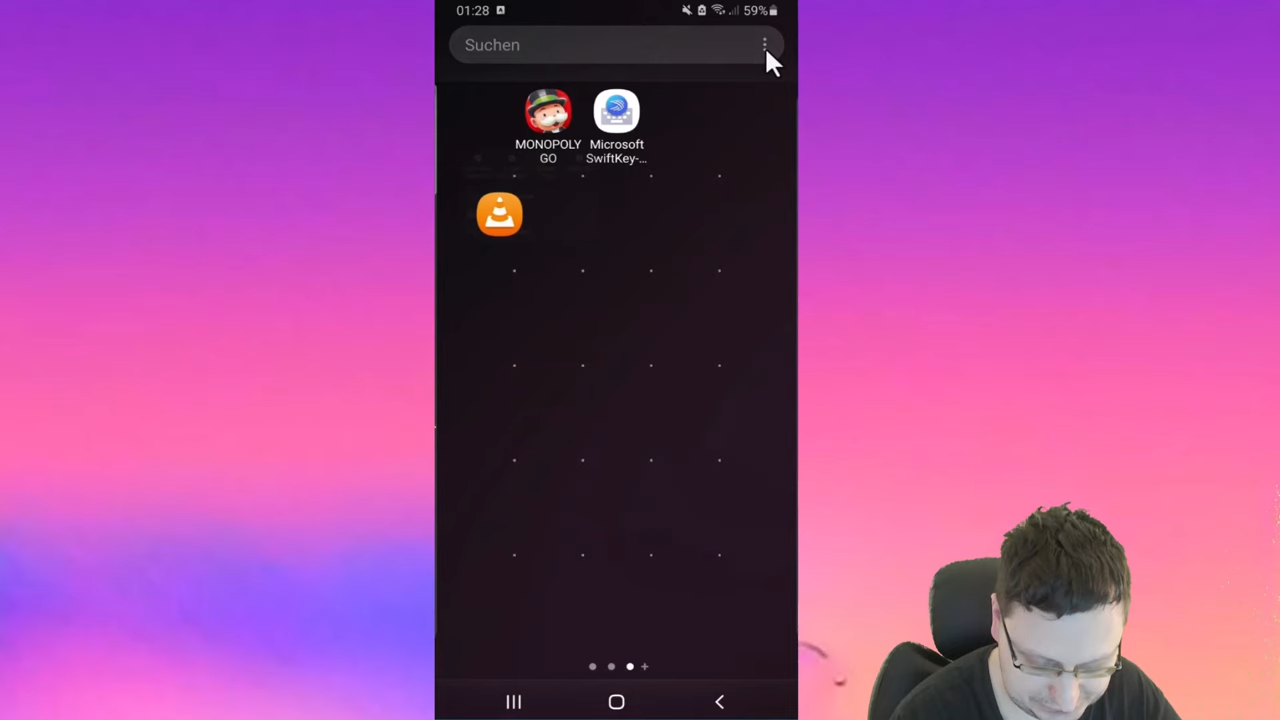 01:28
59%
Suchen
MONOPOLY
GO
Microsoft
SwiftKey-...